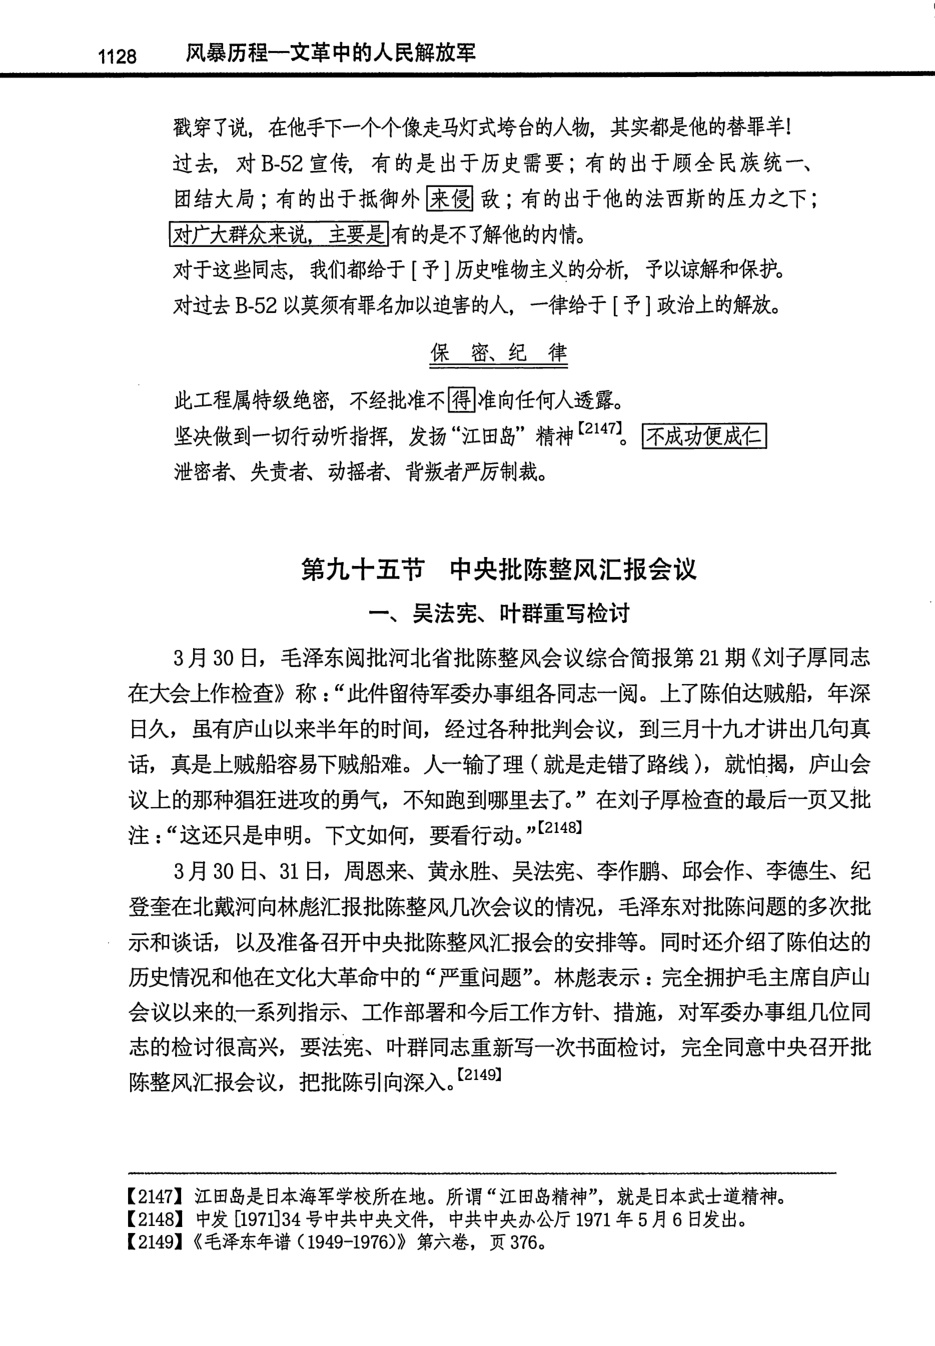 1128 风暴历程—文革中的人民解放军
戳穿了说，在他手下一个个像走马灯式垮台的人物，其实都是他的替罪羊！
过去，对 B-52 宣传，有的是出于历史需要；有的出于顾全民族统一、
团结大局；有的出于抵御外来侵敌；有的出于他的法西斯的压力之下；
对广大群众来说，主要是有的是不了解他的内情。
对于这些同志，我们都给于 [ 予 ] 历史唯物主义的分析，予以谅解和保护。
对过去 B-52 以莫须有罪名加以迫害的人，一律给于 [ 予 ] 政治上的解放。
保 密、纪 律
此工程属特级绝密，不经批准不得准向任何人透露。
坚决做到一切行动听指挥，发扬“江田岛”精神【2147】。不成功便成仁
泄密者、失责者、动摇者、背叛者严厉制裁。
第九十五节 中央批陈整风汇报会议
一、吴法宪、叶群重写检讨
3 月 30 日，毛泽东阅批河北省批陈整风会议综合简报第 21 期《刘子厚同志
在大会上作检查》称：“此件留待军委办事组各同志一阅。上了陈伯达贼船，年深
日久，虽有庐山以来半年的时间，经过各种批判会议，到三月十九才讲出几句真
话，真是上贼船容易下贼船难。人一输了理（就是走错了路线），就怕揭，庐山会
议上的那种猖狂进攻的勇气，不知跑到哪里去了。”在刘子厚检查的最后一页又批
注：“这还只是申明。下文如何，要看行动。”【2148】
3 月 30 日、31 日，周恩来、黄永胜、吴法宪、李作鹏、邱会作、李德生、纪
登奎在北戴河向林彪汇报批陈整风几次会议的情况，毛泽东对批陈问题的多次批
示和谈话，以及准备召开中央批陈整风汇报会的安排等。同时还介绍了陈伯达的
历史情况和他在文化大革命中的“严重问题”。林彪表示：完全拥护毛主席自庐山
会议以来的一系列指示、工作部署和今后工作方针、措施，对军委办事组几位同
志的检讨很高兴，要法宪、叶群同志重新写一次书面检讨，完全同意中央召开批
陈整风汇报会议，把批陈引向深入。【2149】
【2147】江田岛是日本海军学校所在地。所谓“江田岛精神”，就是日本武士道精神。
【2148】中发 [1971]34 号中共中央文件，中共中央办公厅 1971 年 5 月 6 日发出。
【2149】《毛泽东年谱（1949-1976）》第六卷，页 376。